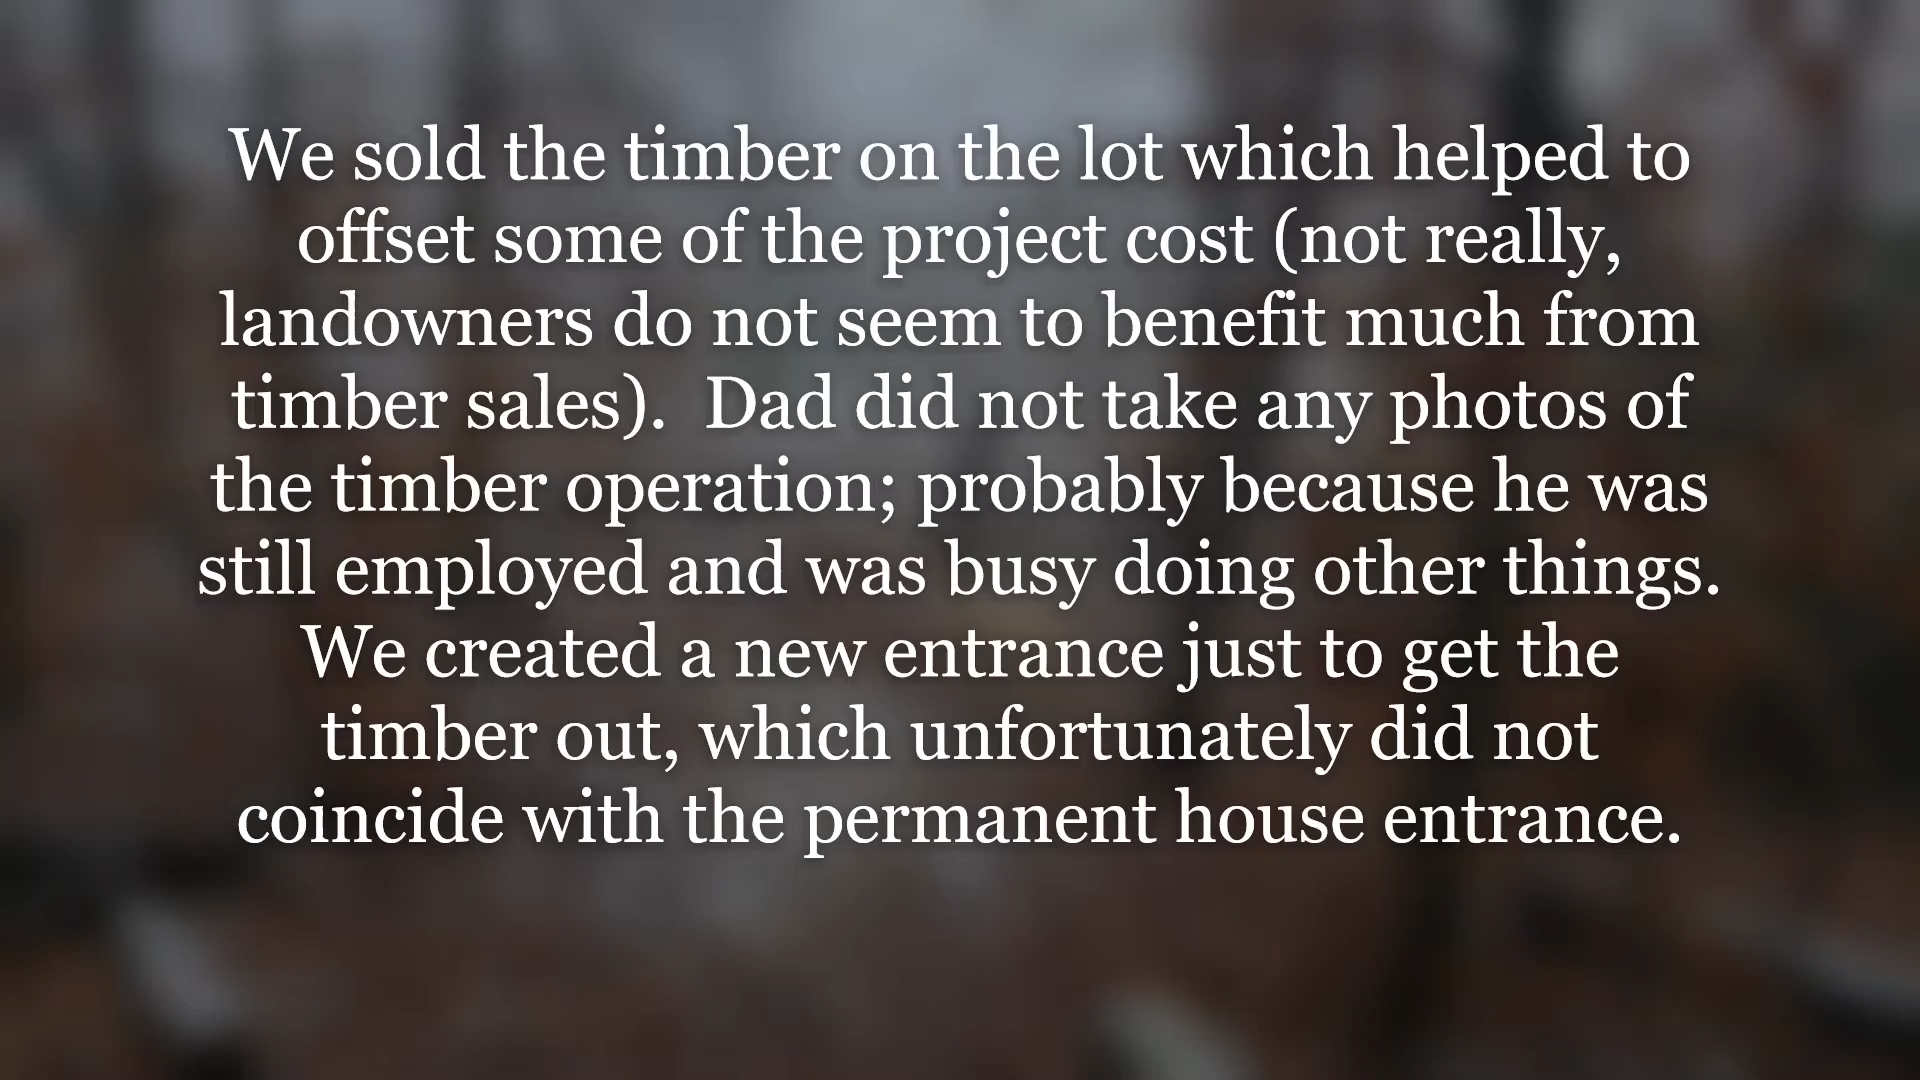 We sold the timber on the lot which helped to
offset some of the project cost (not really,
landowners do not seem to benefit much from
timber sales).  Dad did not take any photos of
the timber operation; probably because he was
still employed and was busy doing other things.
We created a new entrance just to get the
timber out, which unfortunately did not
coincide with the permanent house entrance.